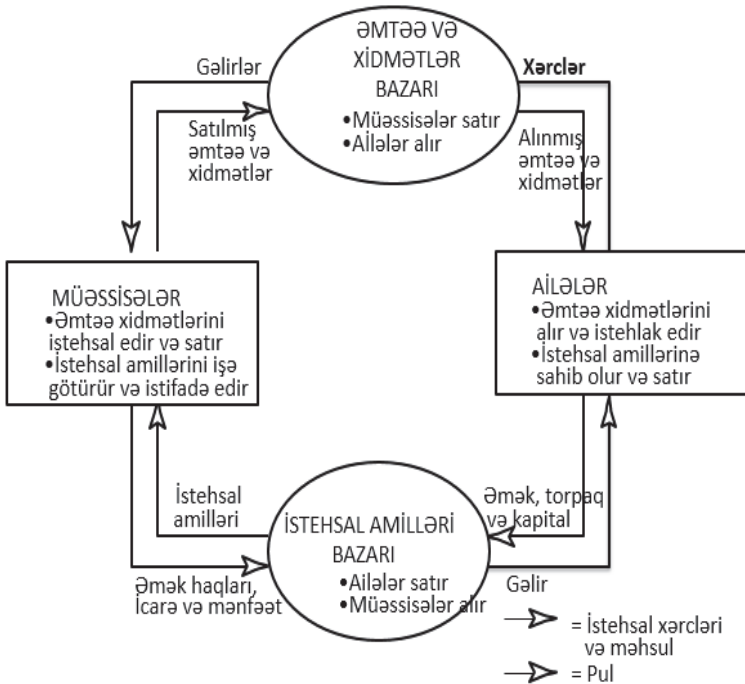 ƏMTƏƏ VƏ
XİDMƏTLƏR
BAZARI
•Müəssisələr satır
•Ailələr alır
Gəlirlər
Xərclər
Satılmış
əmtəə və
xidmətlər
Alınmış
əmtəə və
xidmətlər
MÜƏSSİSƏLƏR
•Əmtəə xidmətlərini
istehsal edir və satır
•İstehsal amillərini işə
götürür və istifadə edir
AİLƏLƏR
•Əmtəə xidmətlərini
alır və istehlak edir
•İstehsal amillərinə
sahib olur və satır
İstehsal
amilləri
Əmək, torpaq
və kapital
İSTEHSAL AMİLLƏRİ
BAZARI
•Ailələr satır
•Müəssisələr alır
Əmək haqları,
İcarə və mənfəət
Gəlir
= İstehsal xərcləri
və məhsul
= Pul